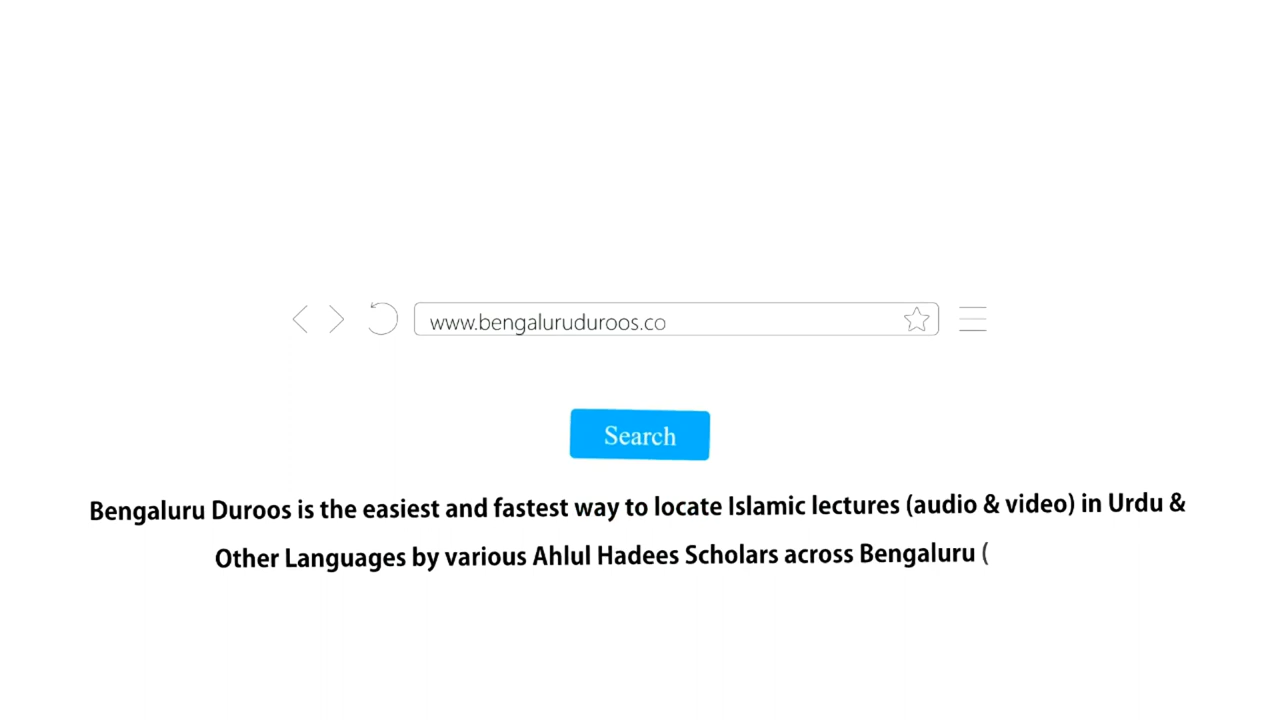 www.bengaluruduroos.co
Search
Bengaluru Duroos is the easiest and fastest way to locate Islamic lectures (audio & video) in Urdu &
Other Languages by various Ahlul Hadees Scholars across Bengaluru (